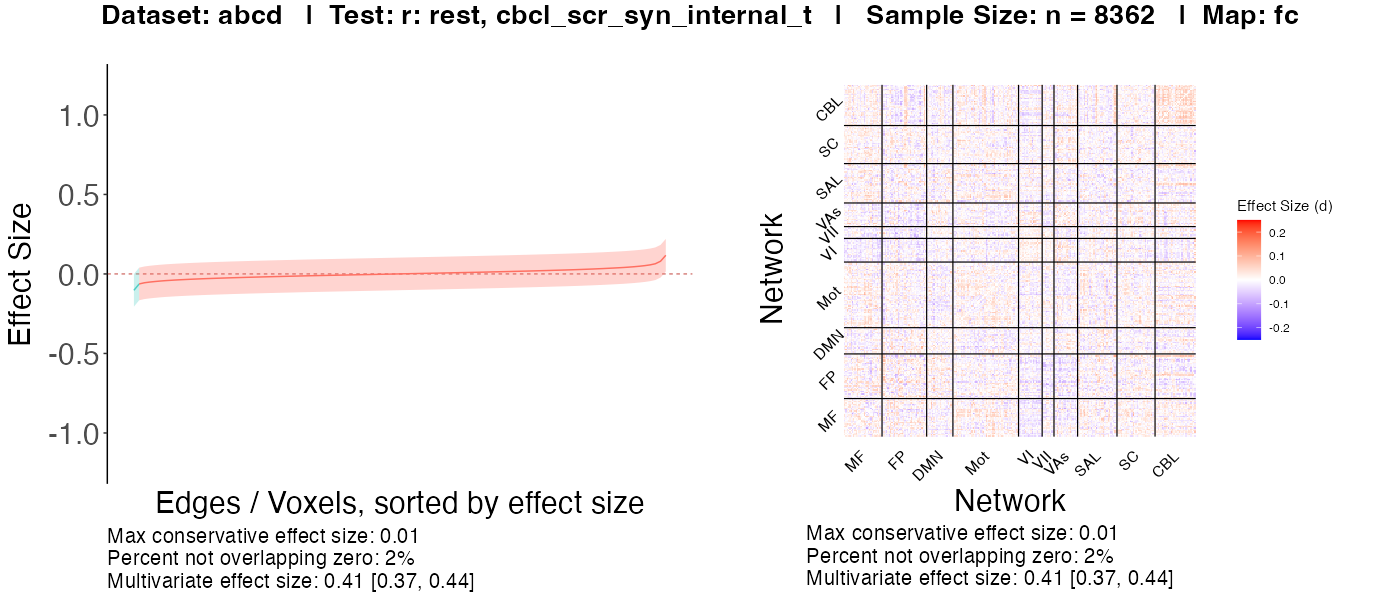 Dataset: abcd | Test: r: rest, cbcl_scr_syn_internal_t | Sample Size: n = 8362 | Map: fc
Effect Size
1.0
0.5
0.0
-0.5
-1.0
Edges / Voxels, sorted by effect size
Max conservative effect size: 0.01
Percent not overlapping zero: 2%
Multivariate effect size: 0.41 [0.37, 0.44]
Network
CBL
SC
SAL
VAs
VII
VI
Mot
DMN
FP
MF
MF
FP
DMN
Mot
VI
VII
VAs
SAL
SC
CBL
Network
Max conservative effect size: 0.01
Percent not overlapping zero: 2%
Multivariate effect size: 0.41 [0.37, 0.44]
Effect Size (d)
0.2
0.1
0.0
-0.1
-0.2